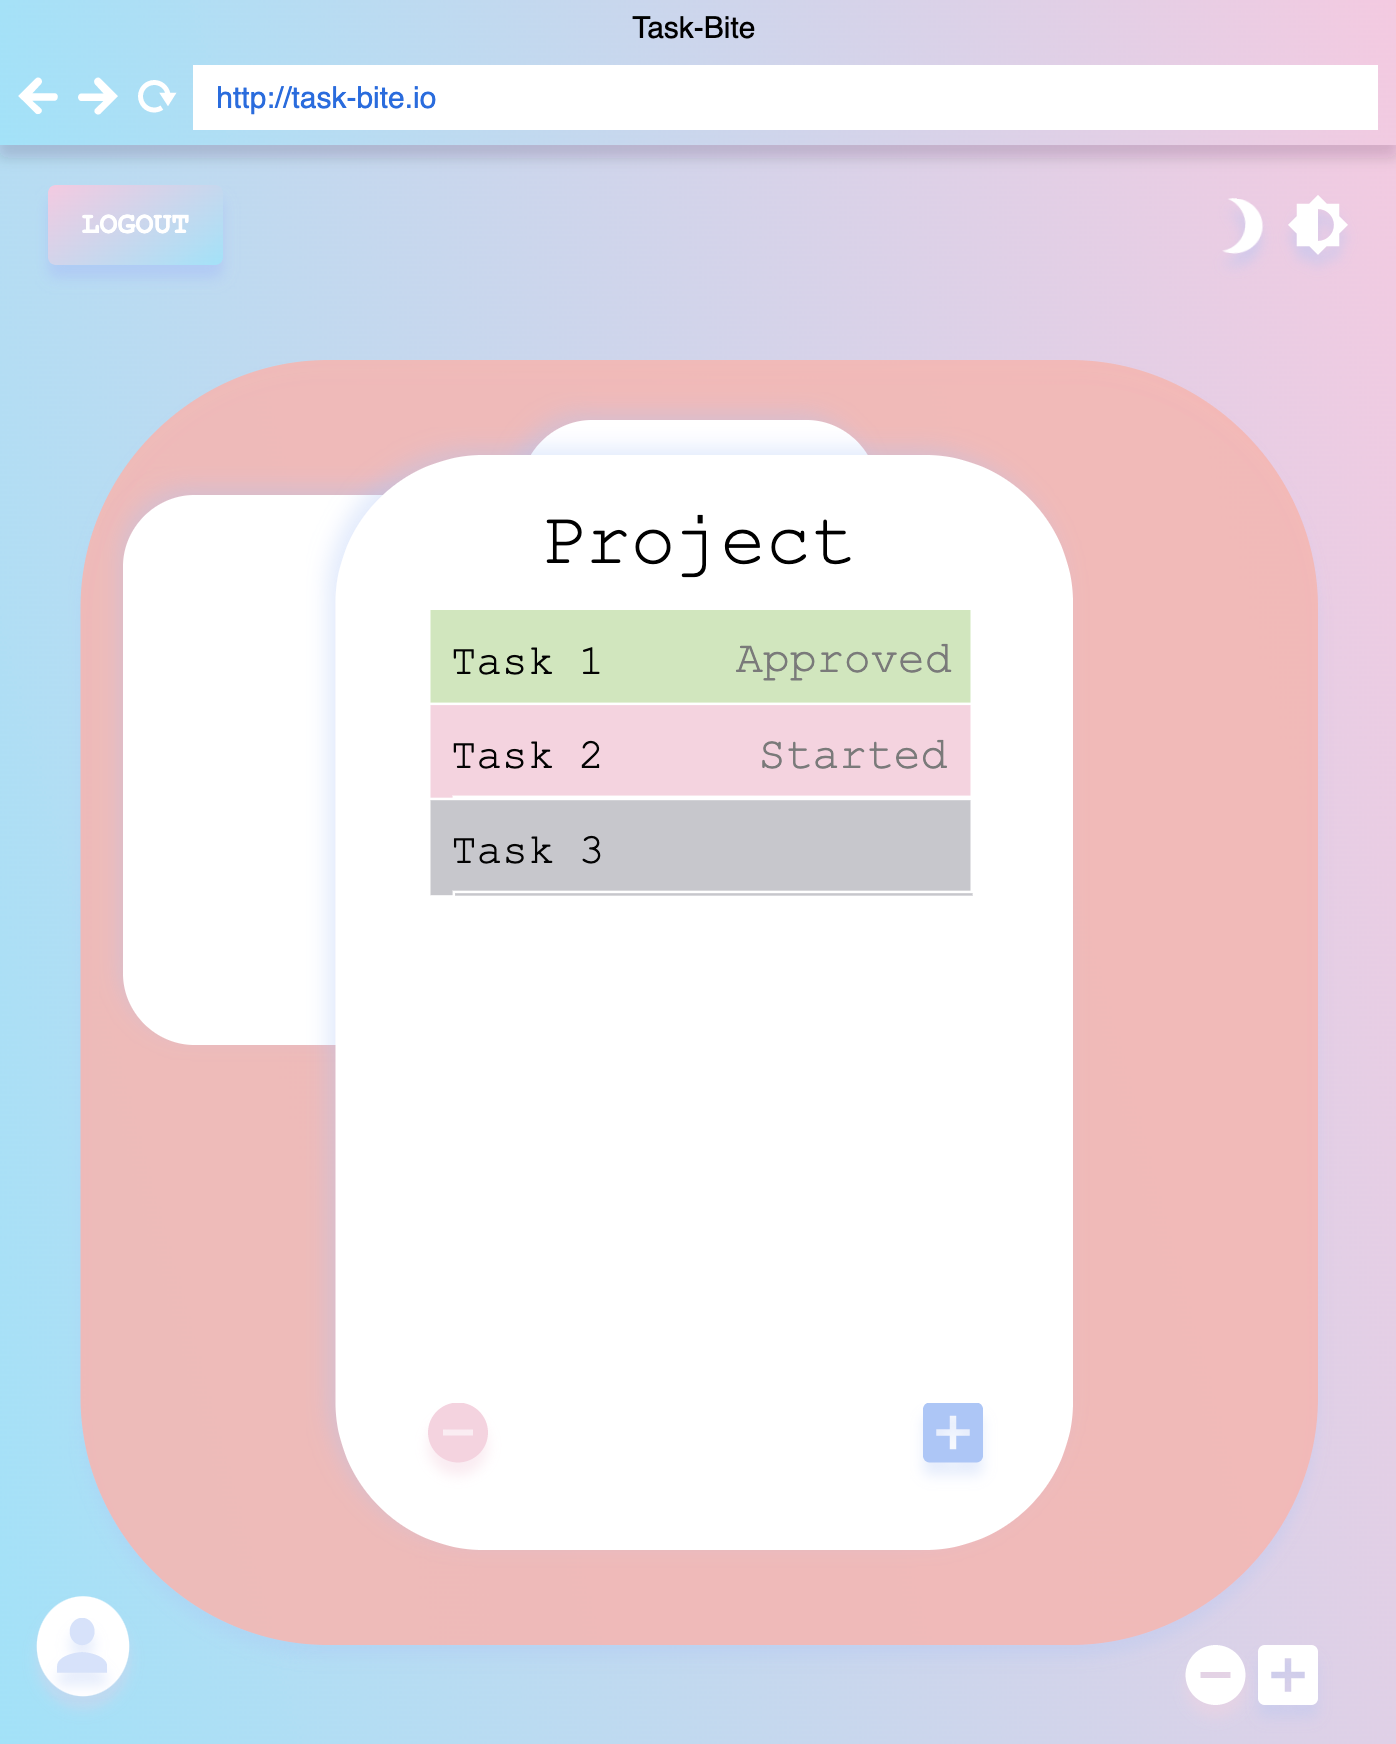 Task-Bite
http://task-bite.io
LOGOUT
Project
Task 1 Approved
Task 2 Started
Task 3